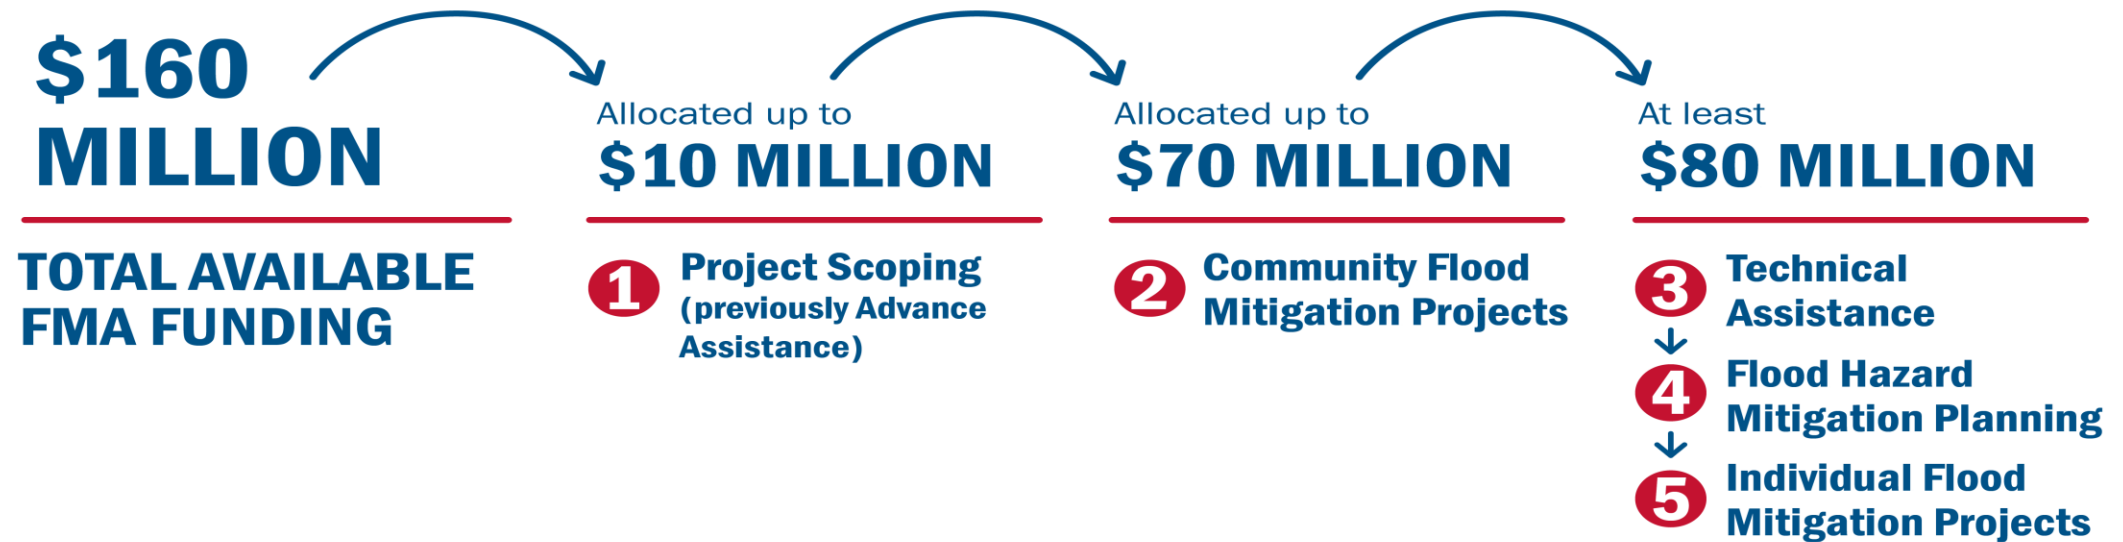 $160
MILLION
TOTAL AVAILABLE
FMA FUNDING
Allocated up to
$10 MILLION
1 Project Scoping
(previously Advance
Assistance)
Allocated up to
$70 MILLION
2 Community Flood
Mitigation Projects
At least
$80 MILLION
3 Technical
Assistance
4 Flood Hazard
Mitigation Planning
5 Individual Flood
Mitigation Projects